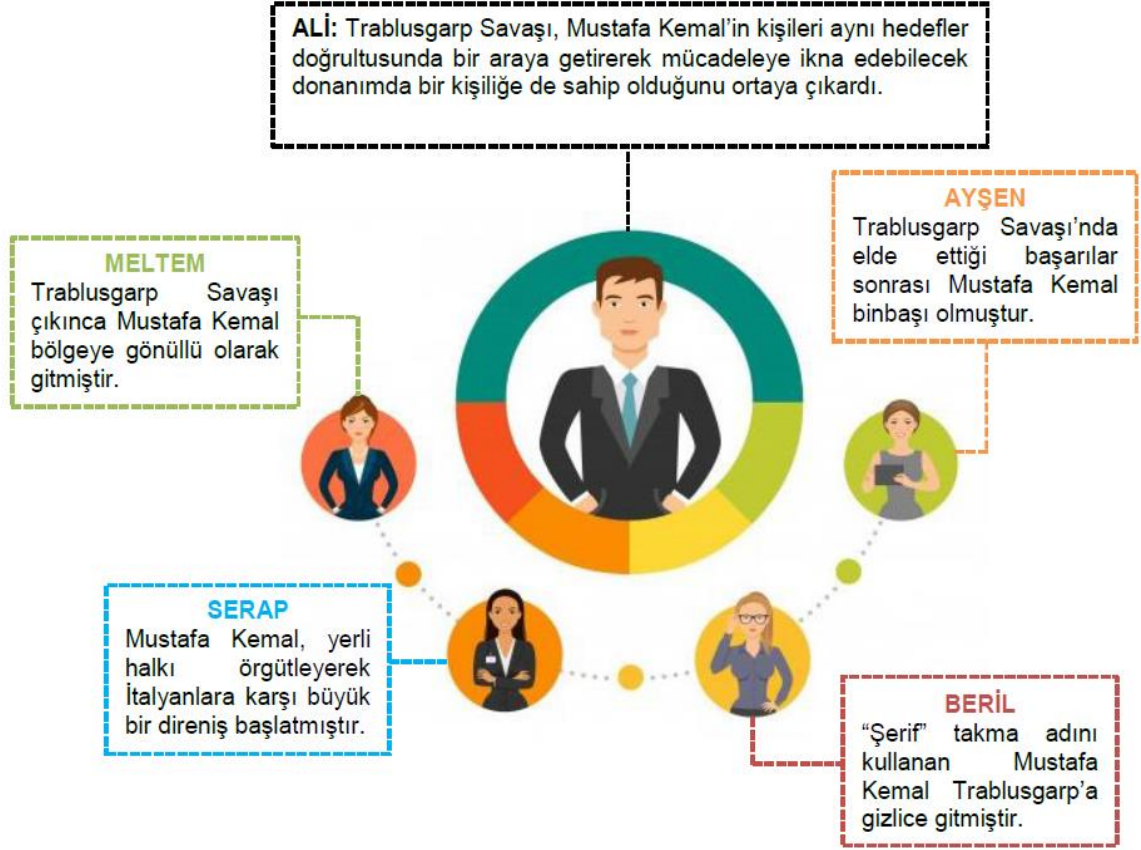 ALİ: Trablusgarp Savaşı, Mustafa Kemal’in kişileri aynı hedefler
doğrultusunda bir araya getirerek mücadeleye ikna edebilecek
donanımda bir kişiliğe de sahip olduğunu ortaya çıkardı.
AYŞEN
Trablusgarp Savaşı’nda
elde ettiği başarılar
sonrası Mustafa Kemal
binbaşı olmuştur.
MELTEM
Trablusgarp Savaşı
çıkınca Mustafa Kemal
bölgeye gönüllü olarak
gitmiştir.
SERAP
Mustafa Kemal, yerli
halkı örgütleyerek
İtalyanlara karşı büyük
bir direniş başlatmıştır.
BERİL
“Şerif” takma adını
kullanan Mustafa
Kemal Trablusgarp’a
gizlice gitmiştir.